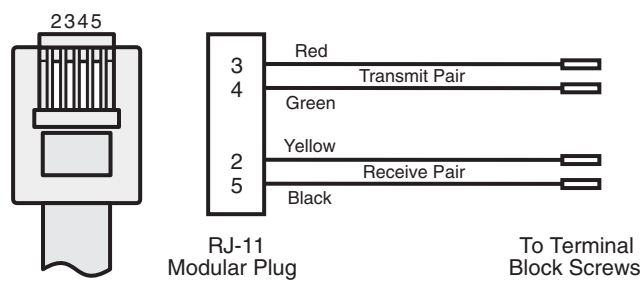 2345
3
Red
Transmit Pair
4
Green
2
Yellow
Receive Pair
5
Black
RJ-11
Modular Plug
To Terminal
Block Screws